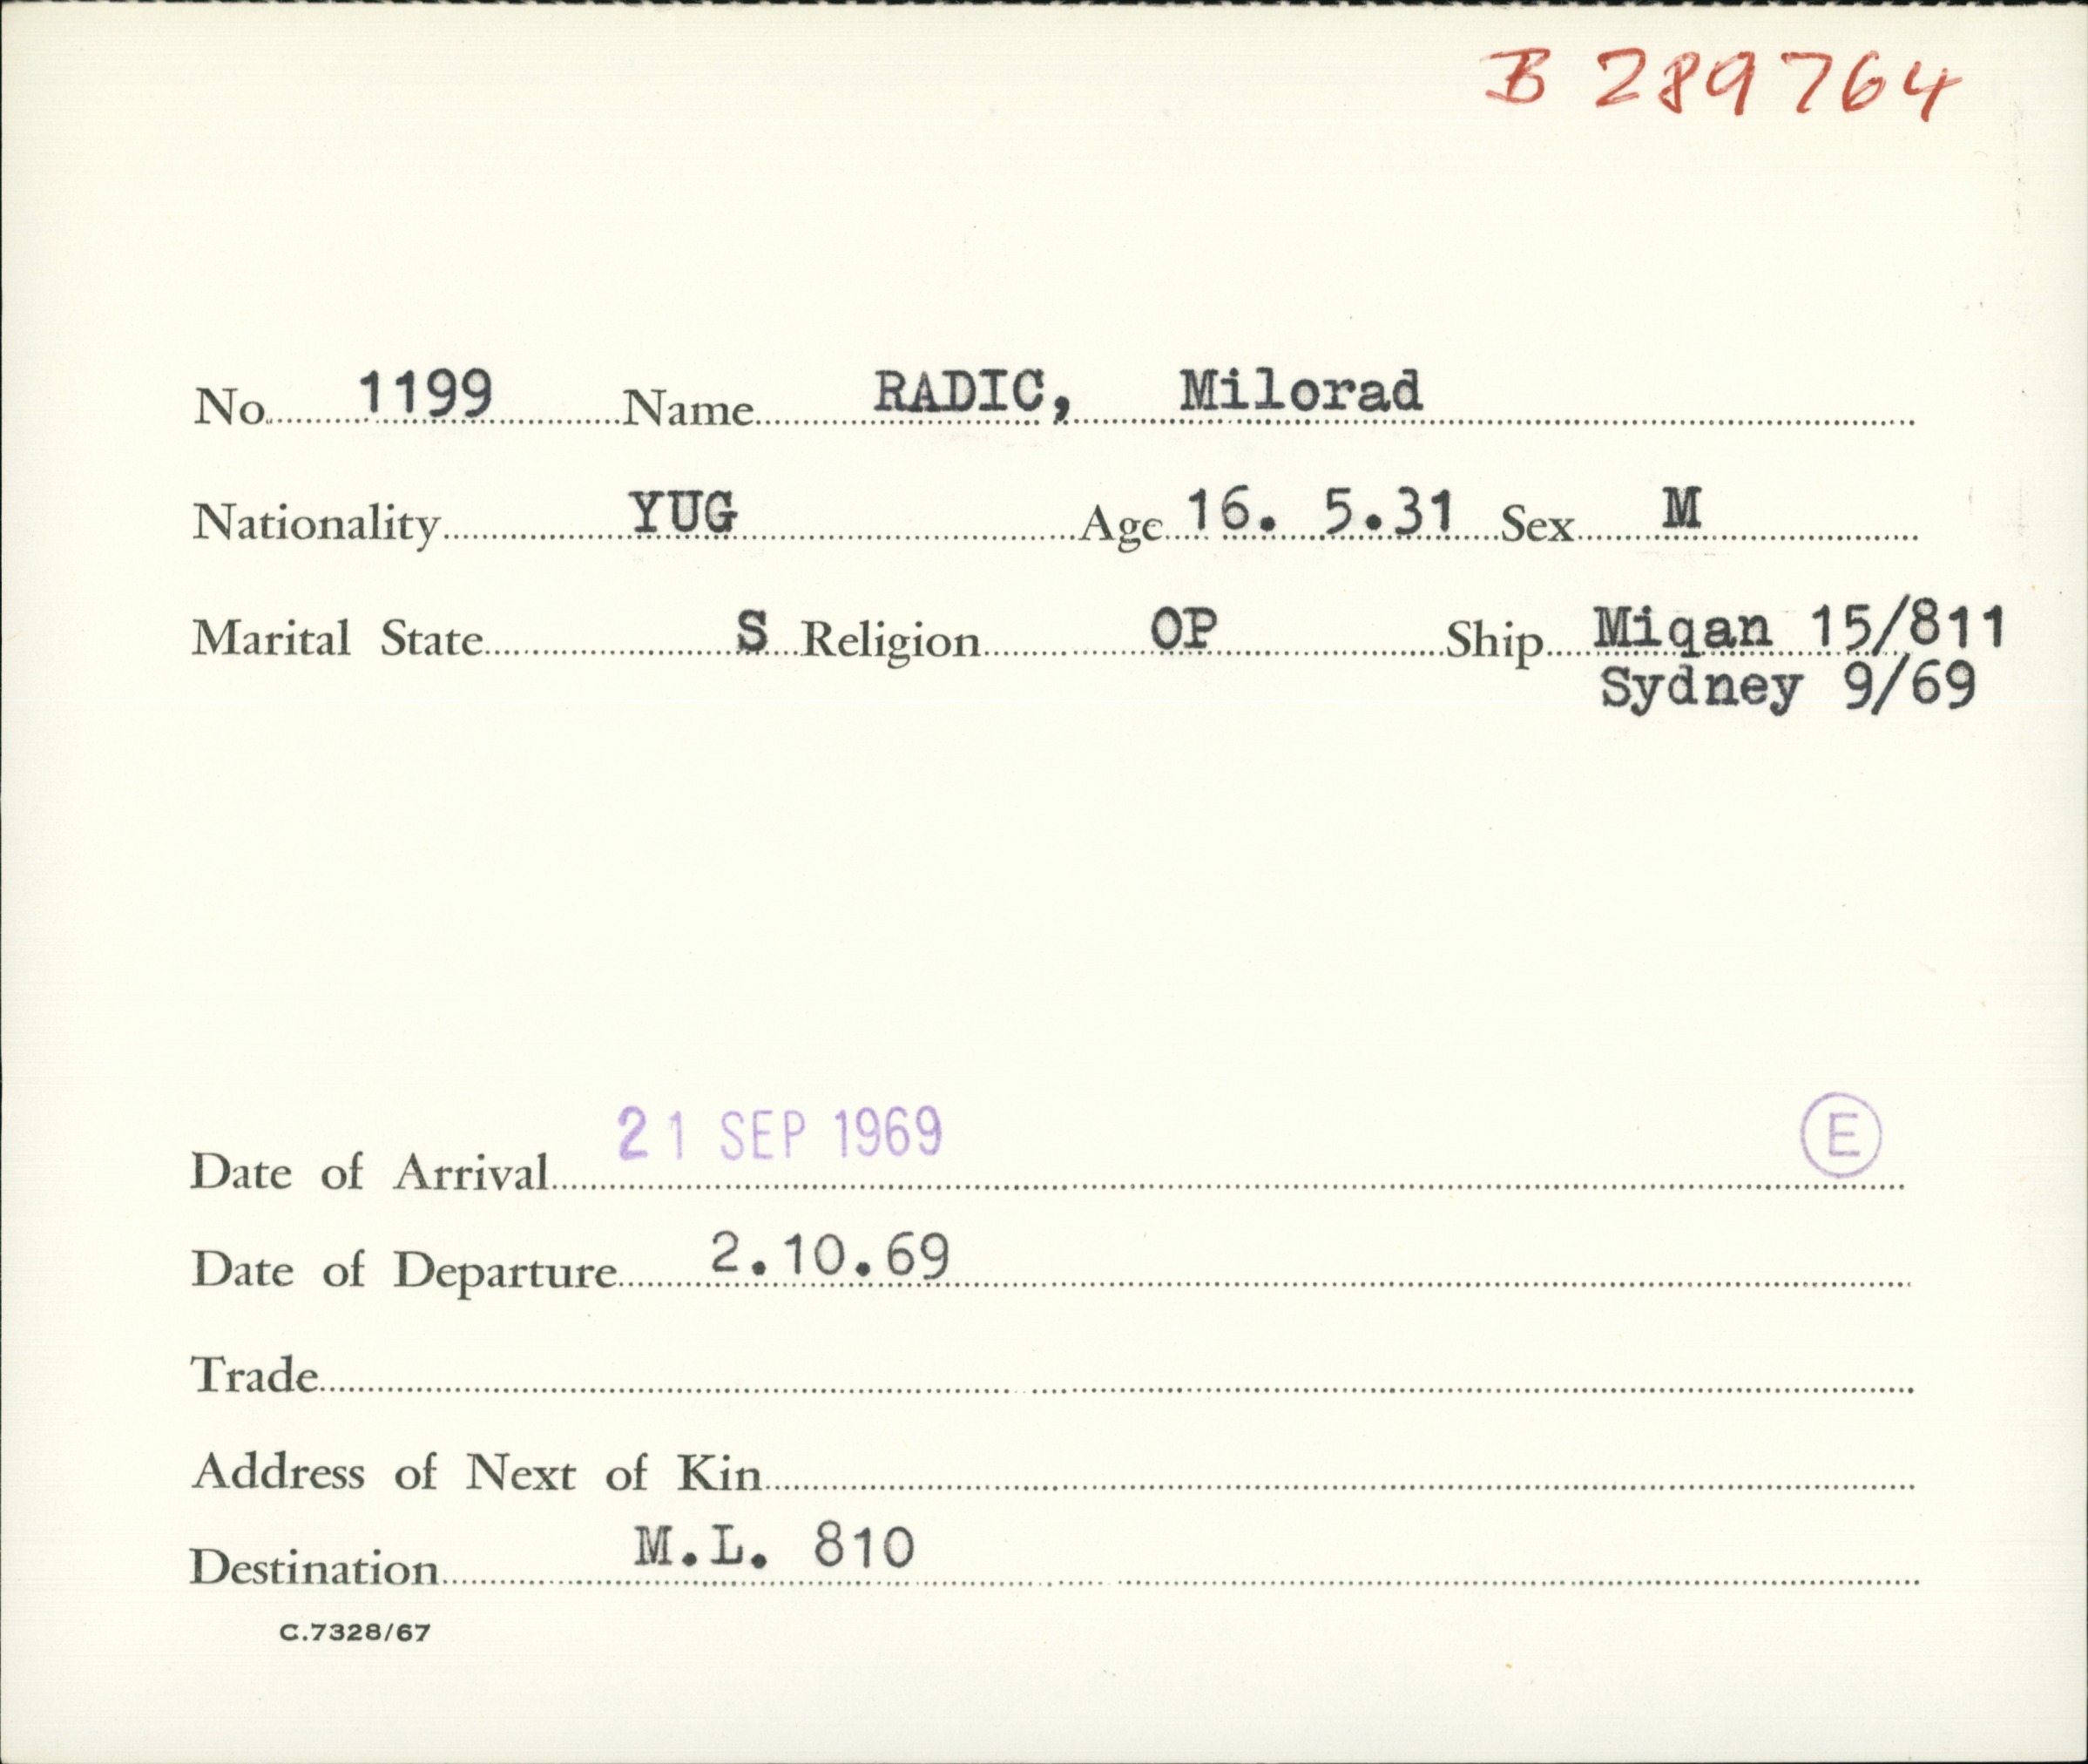 B 289764
No. 1199 Name RADIC, Milorad
Nationality YUG Age 16. 5.31 Sex M
Marital State S Religion OP Ship Miqan 15/811
Sydney 9/69
Date of Arrival 21 SEP 1969 E
Date of Departure 2.10.69
Trade
Address of Next of Kin
Destination M.L. 810
C.7328/67